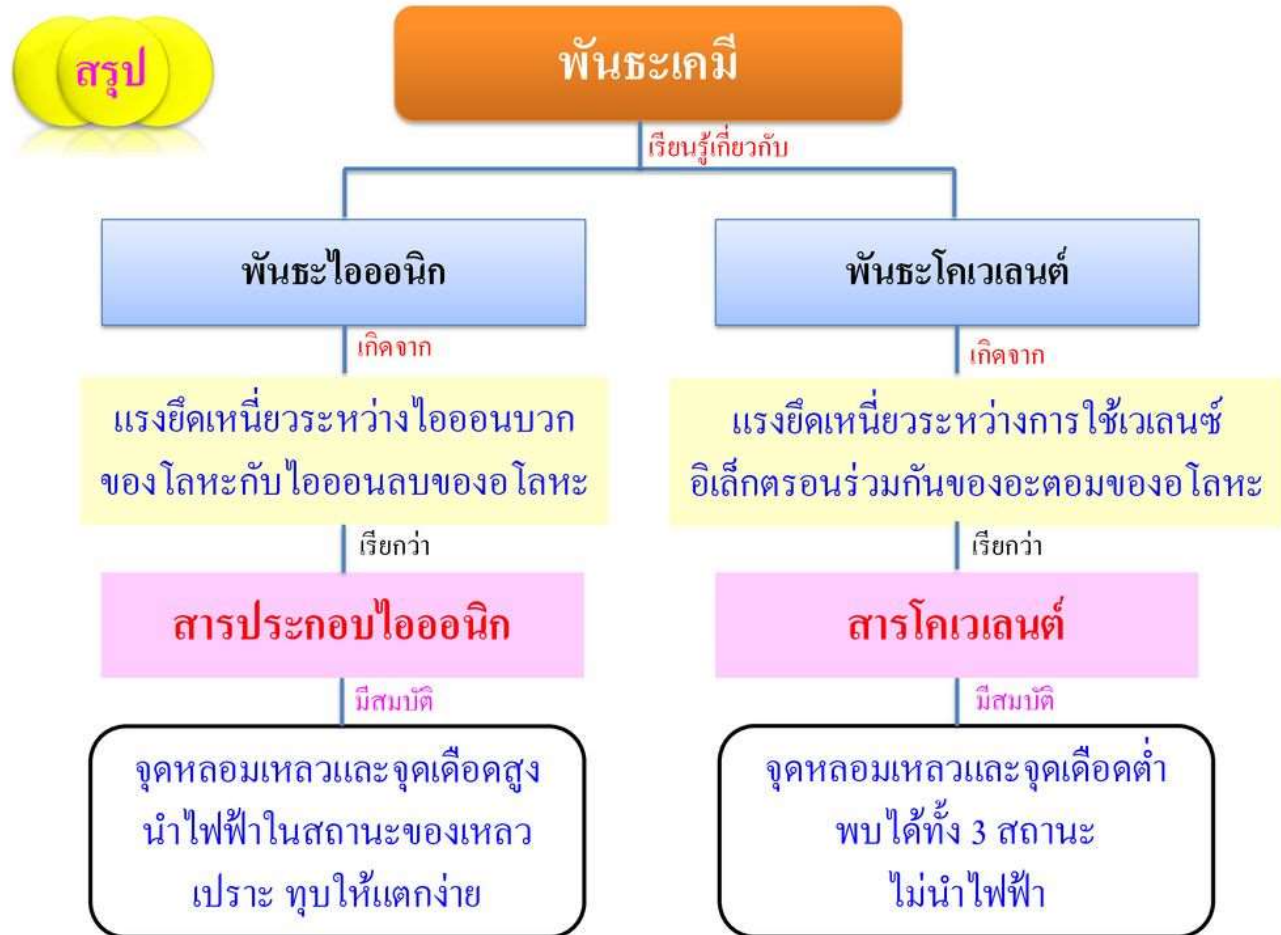 สรุป
พันธะเคมี
เรียนรู้เกี่ยวกับ
พันธะไอออนิก
เกิดจาก
แรงยึดเหนี่ยวระหว่างไอออนบวก
ของโลหะกับไอออนลบของอโลหะ
เรียกว่า
สารประกอบไอออนิก
มีสมบัติ
จุดหลอมเหลวและจุดเดือดสูง
นำไฟฟ้าในสถานะของเหลว
เปราะ ทุบให้แตกง่าย
พันธะโคเวเลนต์
เกิดจาก
แรงยึดเหนี่ยวระหว่างการใช้เวเลนซ์
อิเล็กตรอนร่วมกันของอะตอมของอโลหะ
เรียกว่า
สารโคเวเลนต์
มีสมบัติ
จุดหลอมเหลวและจุดเดือดต่ำ
พบได้ทั้ง 3 สถานะ
ไม่นำไฟฟ้า